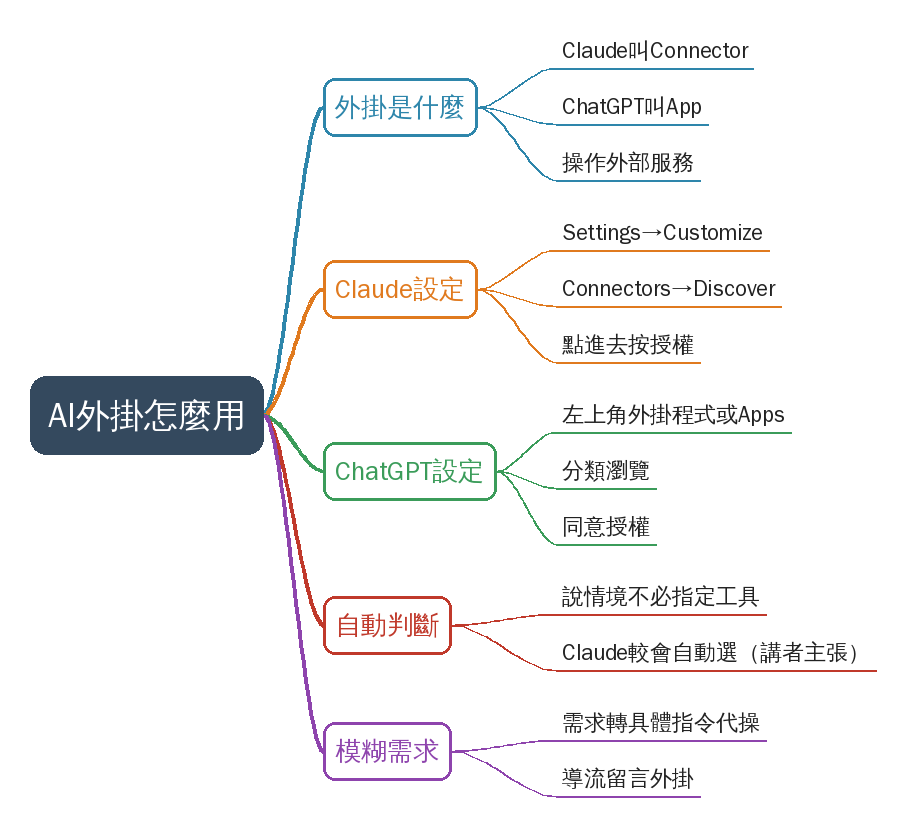 AI外掛怎麼用
外掛是什麼
Claude叫Connector
ChatGPT叫App
操作外部服務
Claude設定
Settings→Customize
Connectors→Discover
點進去按授權
ChatGPT設定
左上角外掛程式或Apps
分類瀏覽
同意授權
自動判斷
說情境不必指定工具
Claude較會自動選（講者主張）
模糊需求
需求轉具體指令代操
導流留言外掛